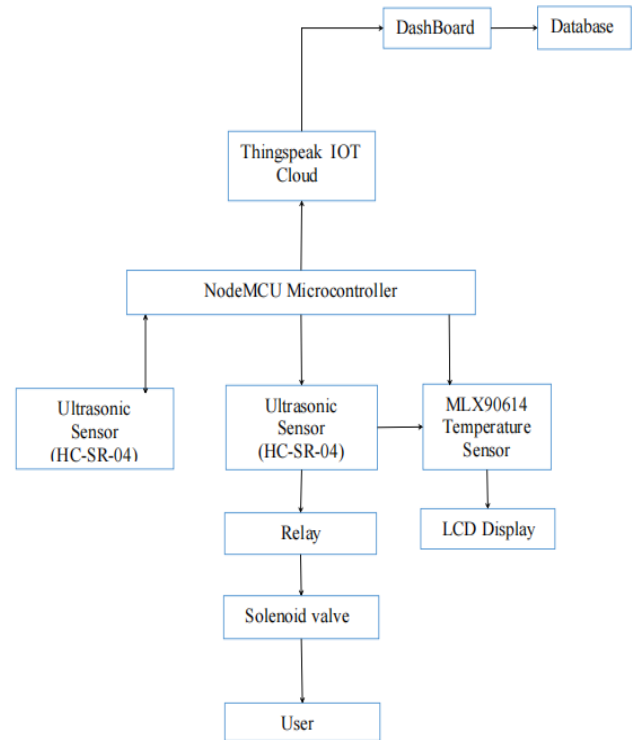 DashBoard
Database
Thingspeak IOT
Cloud
NodeMCU Microcontroller
Ultrasonic
Sensor
(HC-SR-04)
Ultrasonic
Sensor
(HC-SR-04)
MLX90614
Temperature
Sensor
Relay
LCD Display
Solenoid valve
User